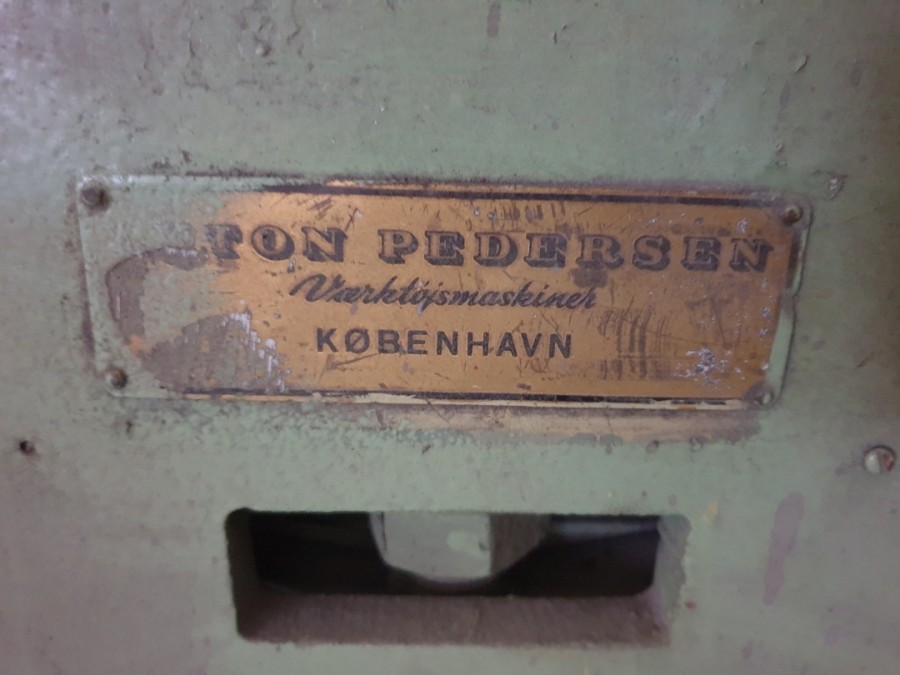 TON PEDERSEN
Værktøjsmaskiner
KØBENHAVN